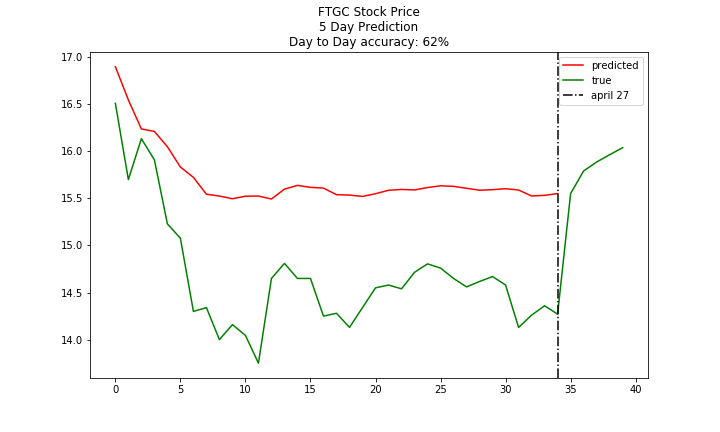 FTGC Stock Price
5 Day Prediction
Day to Day accuracy: 62%
17.0
16.5
16.0
15.5
15.0
14.5
14.0
predicted
true
april 27
0 5 10 15 20 25 30 35 40